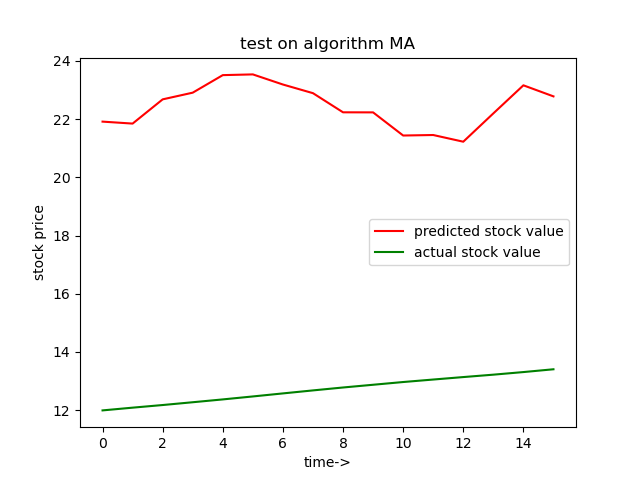 test on algorithm MA
24
22
20
18
16
14
12
stock price
predicted stock value
actual stock value
0 2 4 6 8 10 12 14
time->